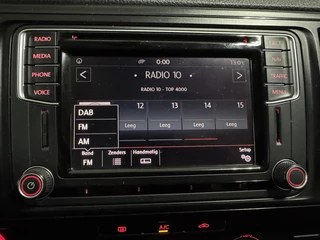 RADIO
MEDIA
PHONE
VOICE
0:00
RADIO 10
RADIO 10 - TOP 4000
DAB
FM
AM
12 13 14 15
Leeg Leeg Leeg Leeg
Band
FM
Zenders
Handmatig
Setup
TRAFFIC
MENU
A/C